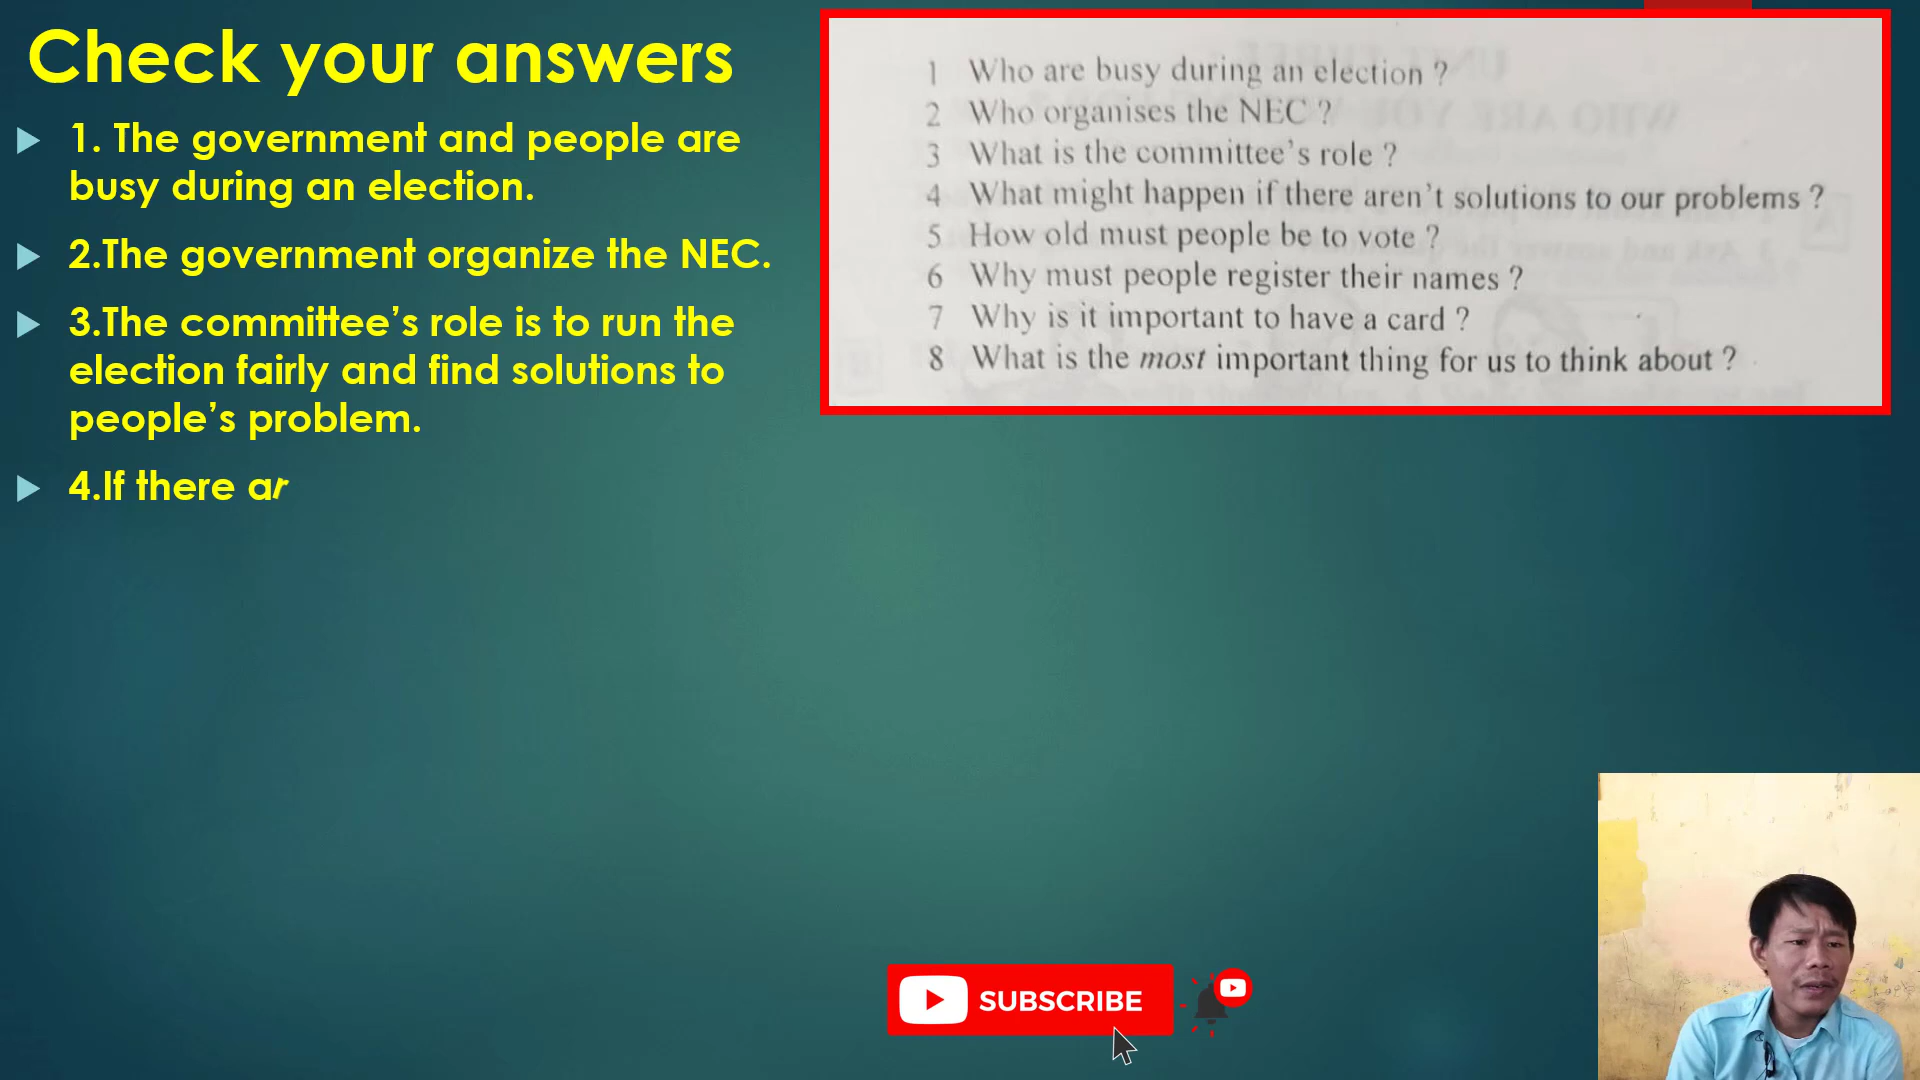 Check your answers
1. The government and people are
busy during an election.
2.The government organize the NEC.
3.The committee's role is to run the
election fairly and find solutions to
people's problem.
4.If there ar
1 Who are busy during an election ?
2 Who organises the NEC ?
3 What is the committee's role ?
4 What might happen if there aren't solutions to our problems ?
5 How old must people be to vote ?
6 Why must people register their names ?
7 Why is it important to have a card ?
8 What is the most important thing for us to think about ?
SUBSCRIBE